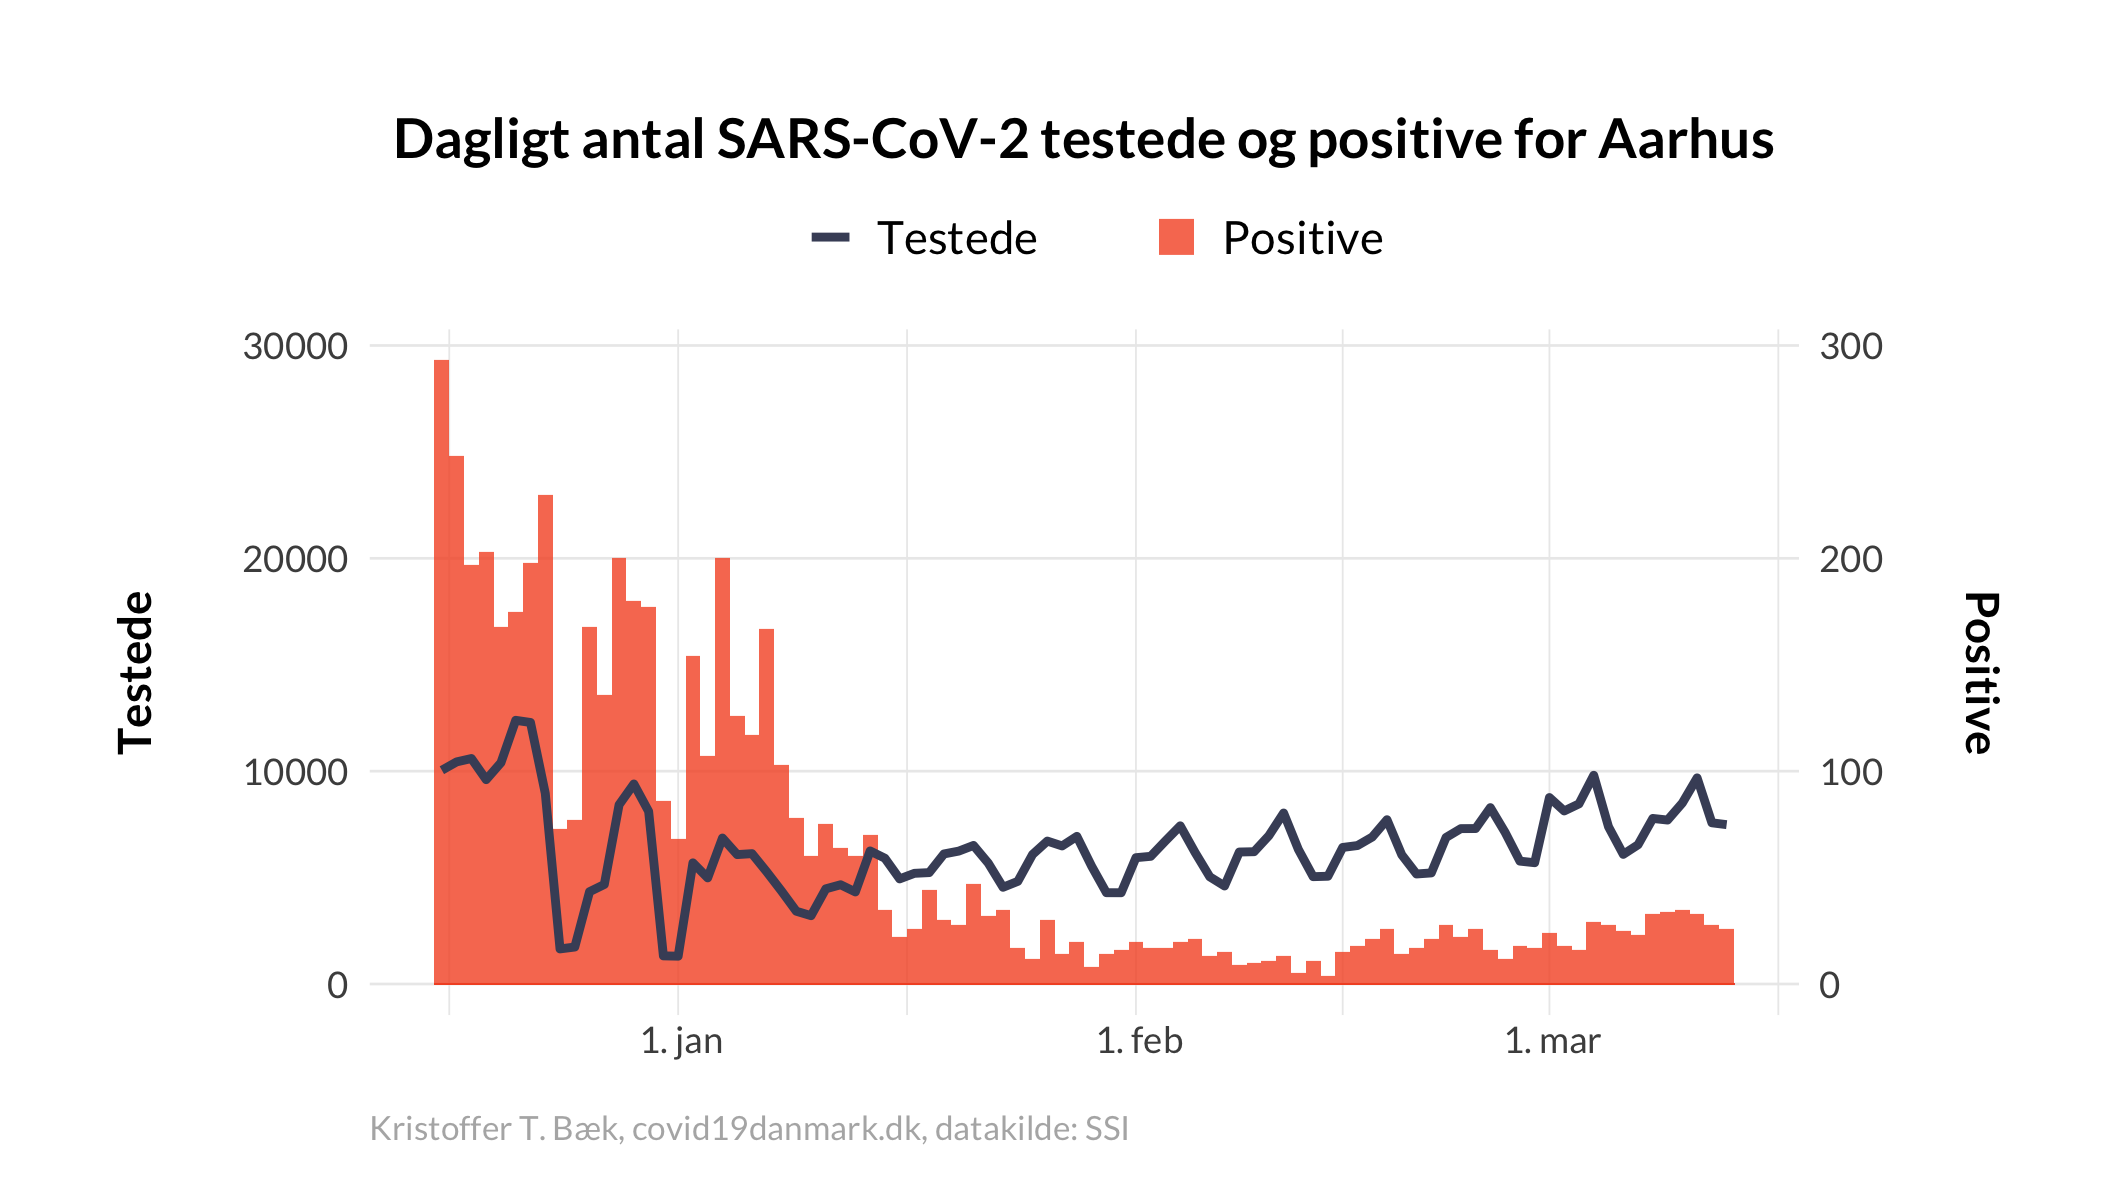 Dagligt antal SARS-CoV-2 testede og positive for Aarhus
Testede
Positive
30000
20000
10000
0
300
200
100
0
Testede
Positive
1. jan
1. feb
1. mar
Kristoffer T. Bæk, covid19danmark.dk, datakilde: SSI